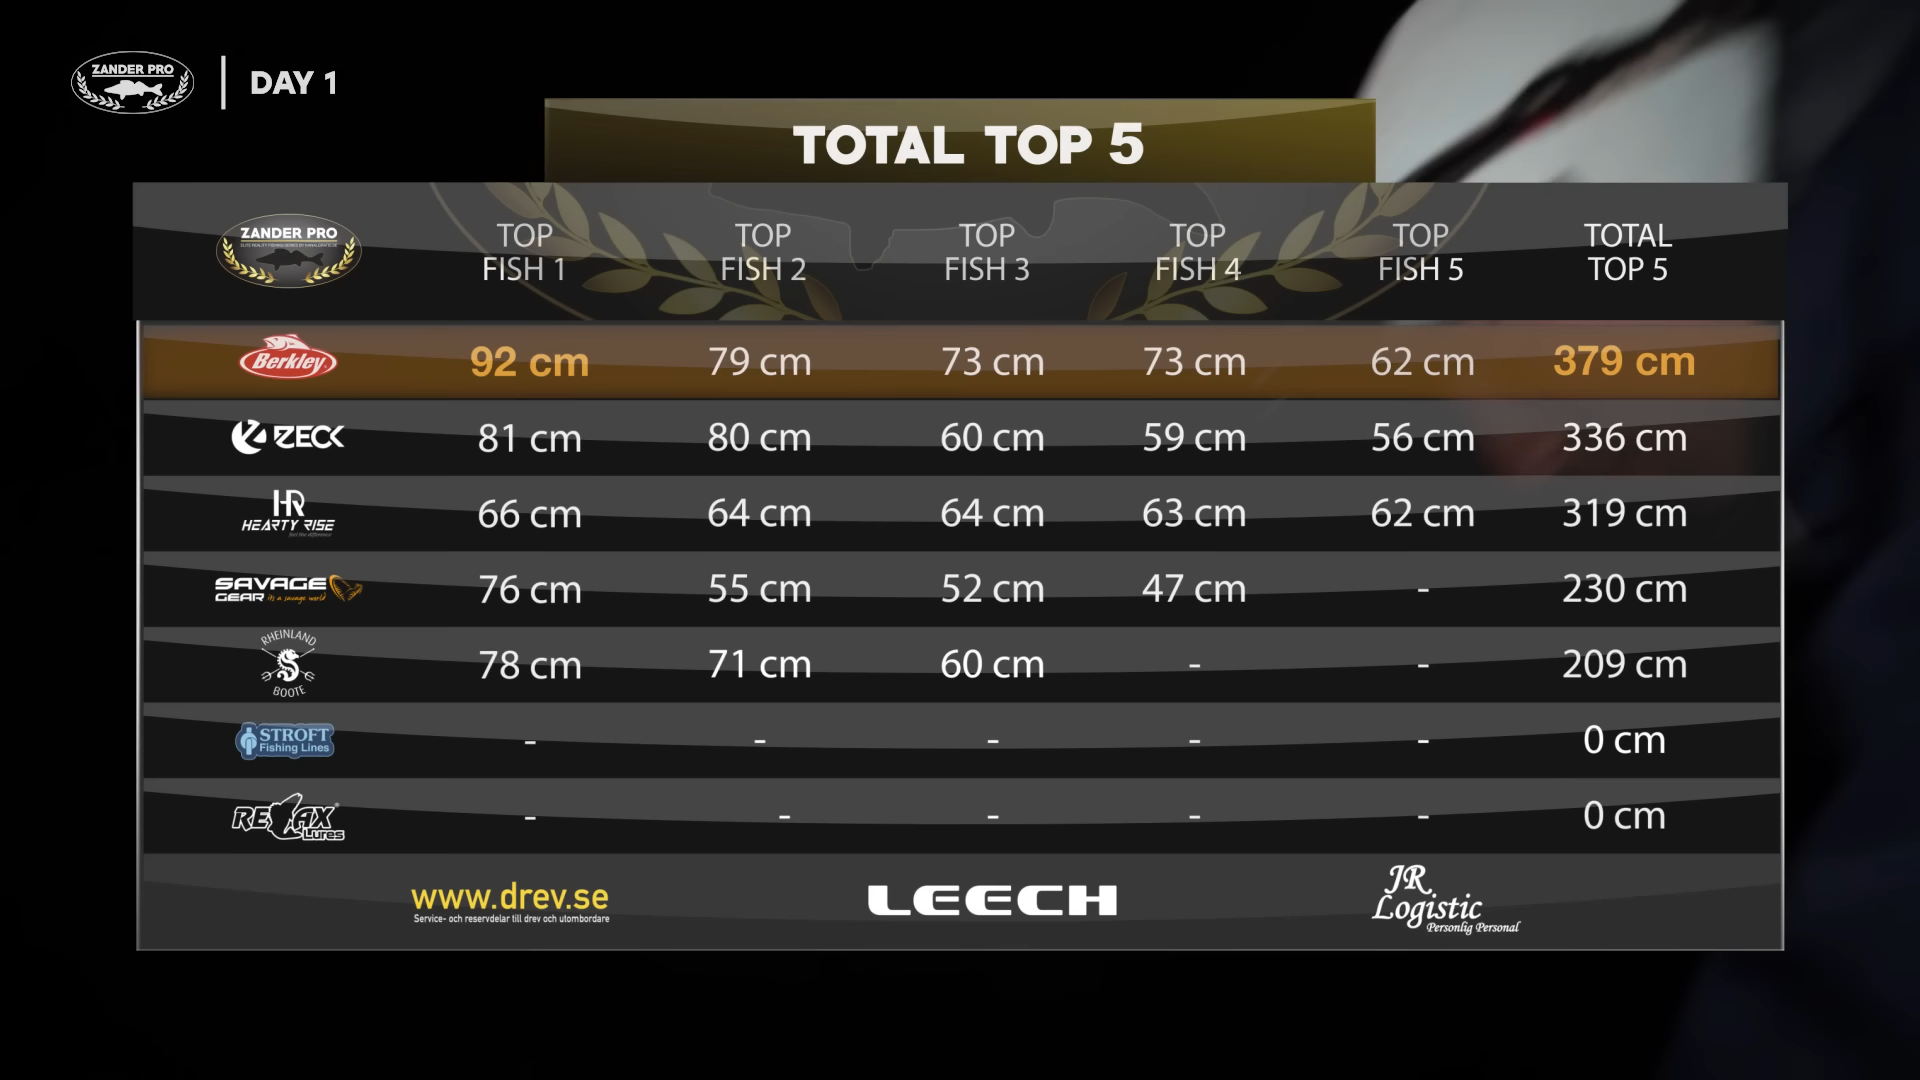 ZANDER PRO
DAY 1
TOTAL TOP 5
ZANDER PRO
TOP FISH 1
TOP FISH 2
TOP FISH 3
TOP FISH 4
TOP FISH 5
TOTAL TOP 5
Berkley 92 cm 79 cm 73 cm 73 cm 62 cm 379 cm
ZECK 81 cm 80 cm 60 cm 59 cm 56 cm 336 cm
HR HEARTY RISE feel the difference 66 cm 64 cm 64 cm 63 cm 62 cm 319 cm
SAVAGE GEAR it's a savage world 76 cm 55 cm 52 cm 47 cm - 230 cm
RHEINLAND BOOTE 78 cm 71 cm 60 cm - - 209 cm
STROFT Fishing Lines - - - - - 0 cm
RELAX Lures - - - - - 0 cm
www.drev.se
Service- och reservdelar till drev och utombordare
LEECH
JR
Logistic
Personlig Personal